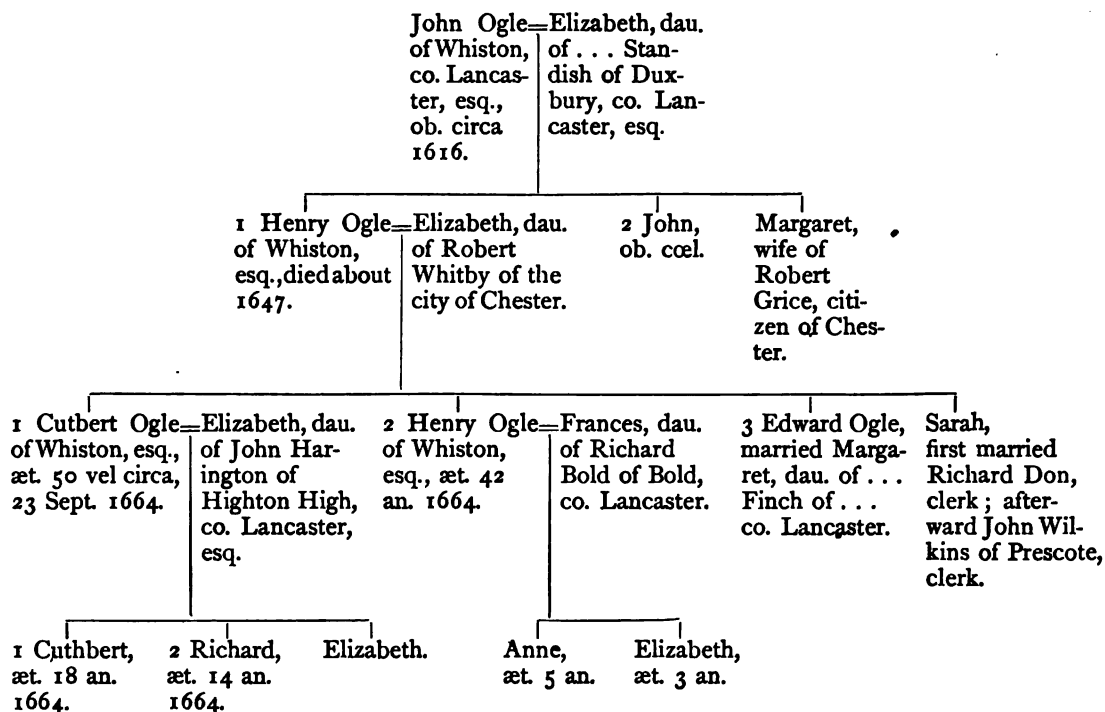 John Ogle=Elizabeth, dau.
of Whiston,
co. Lancas-
ter, esq.,
ob. circa
1616.
of . . . Stan-
dish of Dux-
bury, co. Lan-
caster, esq.
1 Henry Ogle=Elizabeth, dau.
of Whiston,
esq., died about
1647.
of Robert
Whitby of the
city of Chester.
2 John,
ob. cœl.
Margaret,
wife of
Robert
Grice, citi-
zen of Ches-
ter.
1 Cutbert Ogle=Elizabeth, dau.
of Whiston, esq.,
æt. 50 vel circa,
23 Sept. 1664.
of John Har-
ington of
Highton High,
co. Lancaster,
esq.
2 Henry Ogle=Frances, dau.
of Whiston,
esq., æt. 42
an. 1664.
of Richard
Bold of Bold,
co. Lancaster.
3 Edward Ogle,
married Marga-
ret, dau. of . . .
Finch of . . .
co. Lancaster.
Sarah,
first married
Richard Don,
clerk ; after-
ward John Wil-
kins of Prescote,
clerk.
1 Cuthbert,
æt. 18 an.
1664.
2 Richard,
æt. 14 an.
1664.
Elizabeth.
Anne,
æt. 5 an.
Elizabeth,
æt. 3 an.